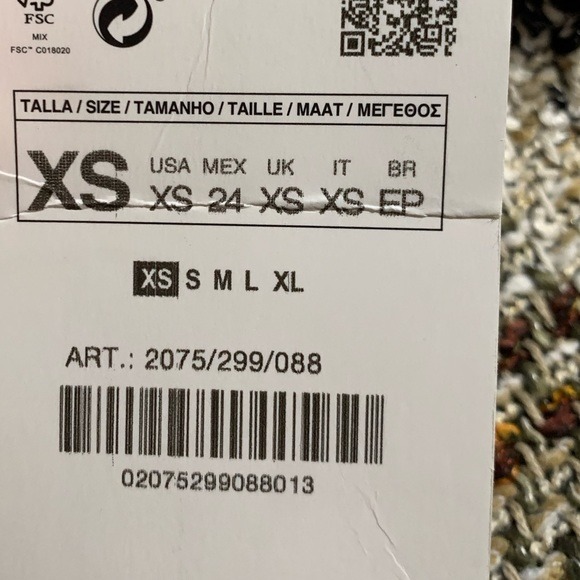 FSC
MIX
FSC™ C018020
TALLA / SIZE / TAMANHO / TAILLE / MAAT / ΜΕΓΕΘΟΣ
XS USA MEX UK IT BR
XS 24 XS XS EP
XS S M L XL
ART.: 2075/299/088
02075299088013